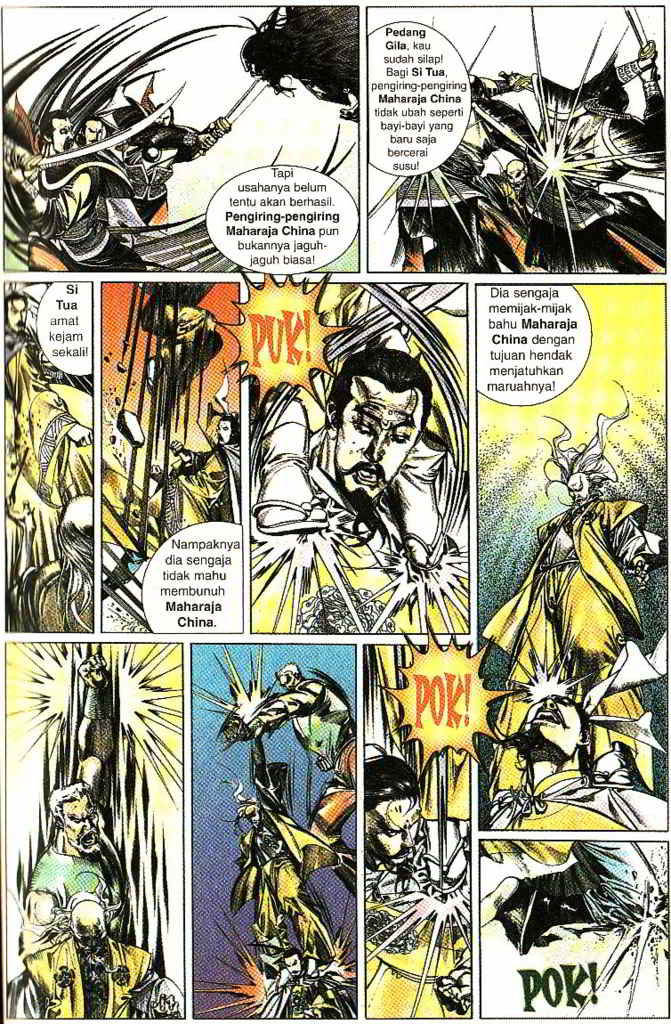 Tapi
usahanya belum
tentu akan berhasil.
Pengiring-pengiring
Maharaja China pun
bukannya jaguh-
jaguh biasa!
Pedang
Gila, kau
sudah silap!
Bagi Si Tua,
pengiring-pengiring
Maharaja China
tidak ubah seperti
bayi-bayi yang
baru saja
bercerai
susu!
Si
Tua
amat
kejam
sekali!
Nampaknya
dia sengaja
tidak mahu
membunuh
Maharaja
China.
PUK!
Dia sengaja
memijak-mijak
bahu Maharaja
China dengan
tujuan hendak
menjatuhkan
maruahnya!
POK!
POK!